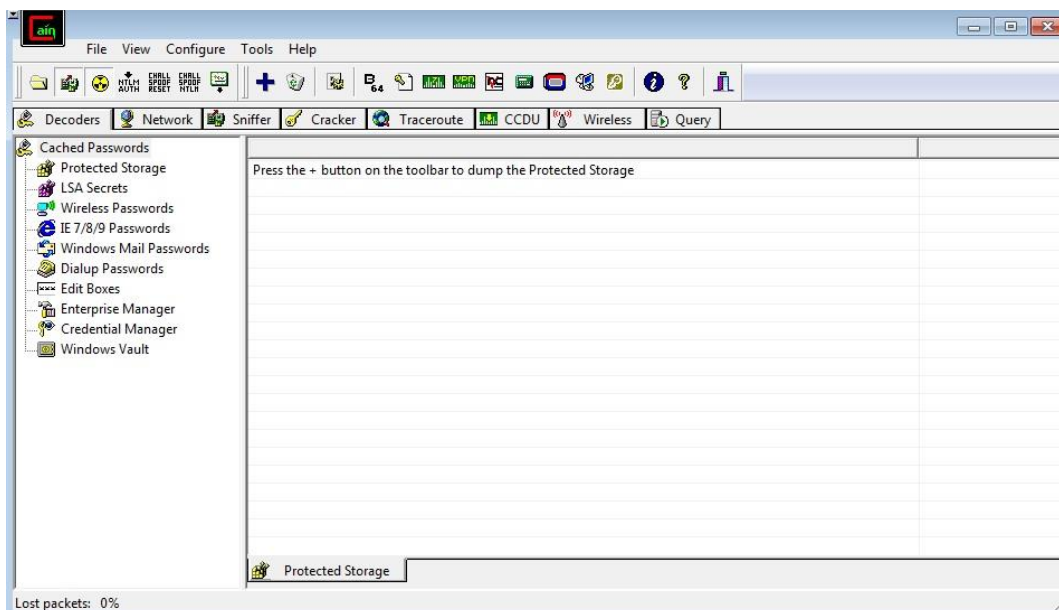 Caín
File View Configure Tools Help
NTLM AUTH CHALL SPOOF RESET CHALL SPOOF NTLM B64
Decoders Network Sniffer Cracker Traceroute CCDU Wireless Query
Cached Passwords
Protected Storage
Press the + button on the toolbar to dump the Protected Storage
LSA Secrets
Wireless Passwords
IE 7/8/9 Passwords
Windows Mail Passwords
Dialup Passwords
Edit Boxes
Enterprise Manager
Credential Manager
Windows Vault
Protected Storage
Lost packets: 0%